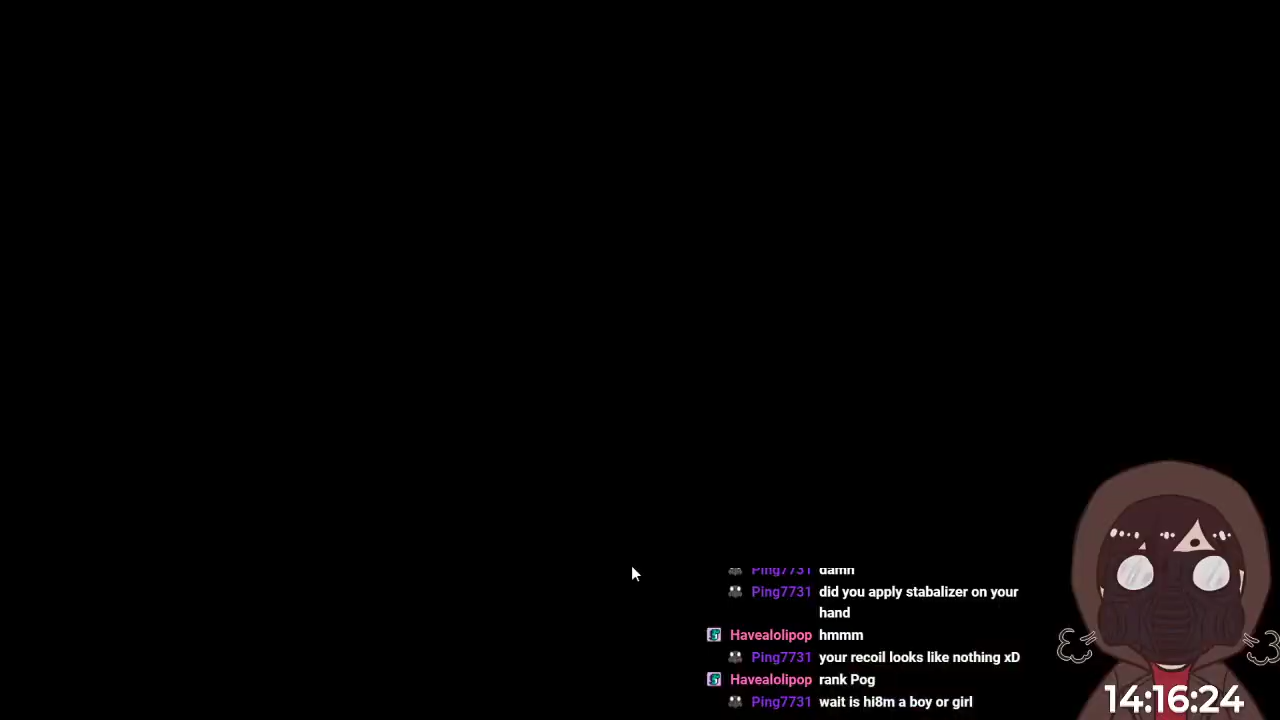 Ping7731 damn
Ping7731 did you apply stabalizer on your
hand
Havealolipop hmmm
Ping7731 your recoil looks like nothing xD
Havealolipop rank Pog
Ping7731 wait is hi8m a boy or girl
14:16:24